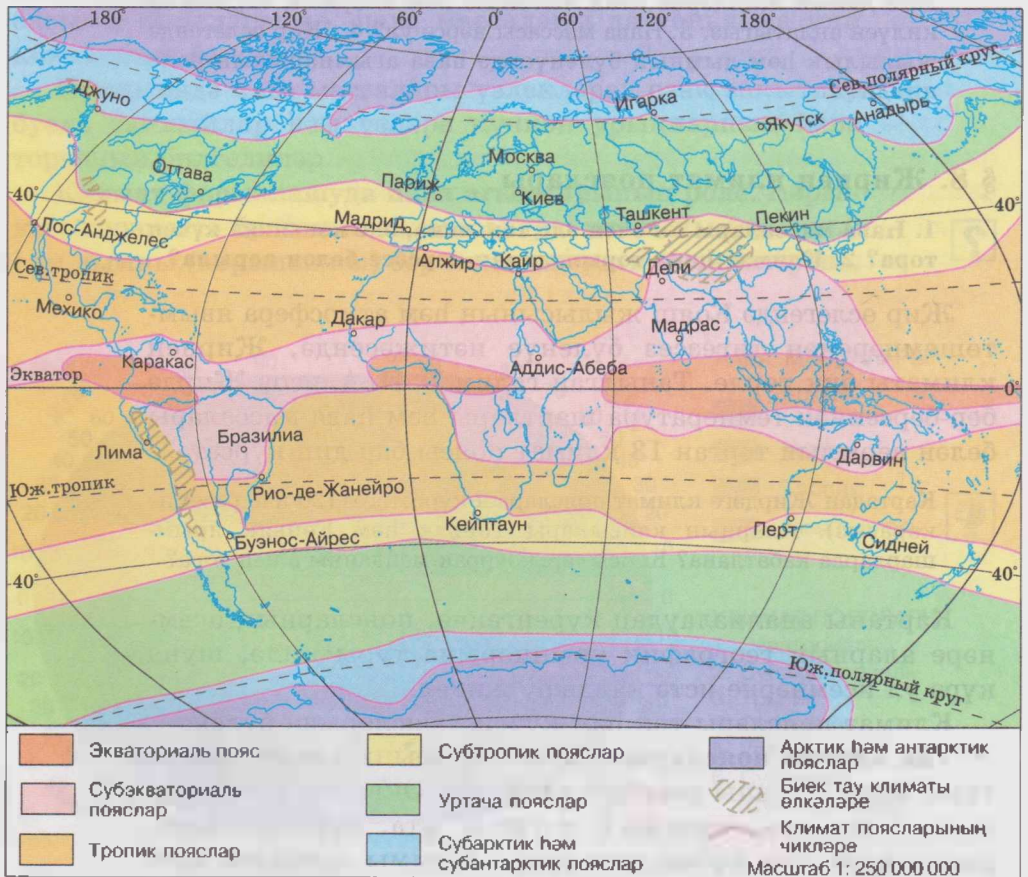 120° 60° 0° 60° 120° 180°
Сев. полярный круг
Джуно
Игарка
Анадырь
Якутск
Оттава
Москва
Париж
Киев
40°
Ташкент
Пекин
40°
Мадрид
Лос-Анджелес
Алжир
Каир
Дели
Сев. тропик
Мехико
Дакар
Мадрас
Каракас
Аддис-Абеба
Экватор
0°
Бразилиа
Лима
Дарвин
Юж. тропик
Рио-де-Жанейро
Кейптаун
Перт
Сидней
Буэнос-Айрес
40°
40°
Юж. полярный круг
Экваториаль пояс
Субэкваториаль
пояслар
Тропик пояслар
Субтропик пояслар
Уртача пояслар
Субарктик һәм
субантарктик пояслар
Арктик һәм антарктик
пояслар
Биек тау климаты
өлкәләре
Климат поясларының
чикләре
Масштаб 1: 250 000 000